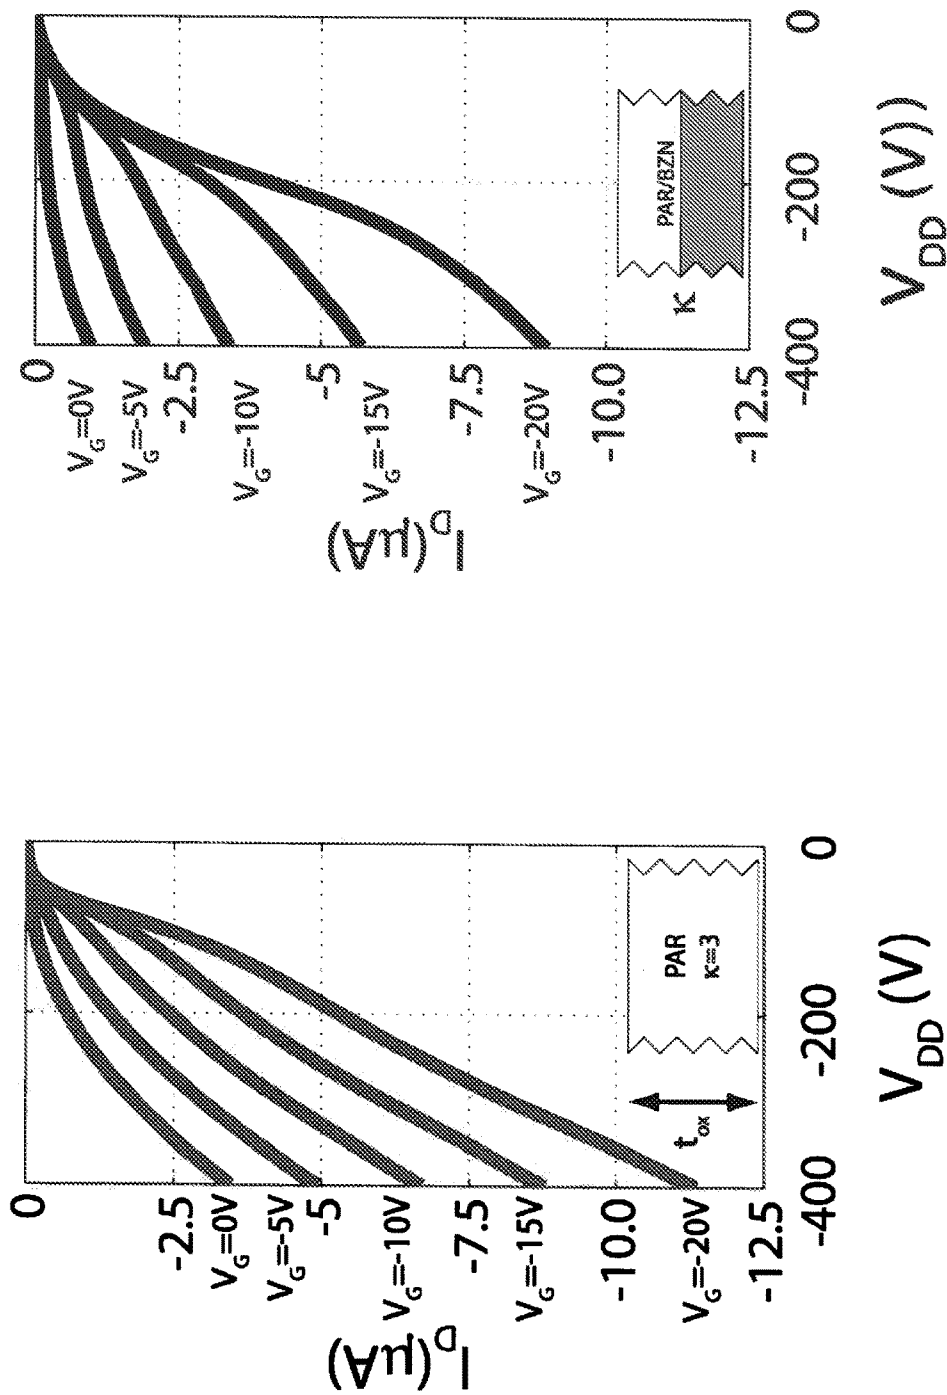 I_D(μA)
0
-2.5
V_G=0V
V_G=-5V
-5
V_G=-10V
-7.5
V_G=-15V
-10.0
V_G=-20V
-12.5
t_ox
PAR
κ=3
-400
-200
0
V_DD (V)
I_D(μA)
0
V_G=0V
V_G=-5V
-2.5
V_G=-10V
-5
V_G=-15V
-7.5
V_G=-20V
-10.0
-12.5
κ
PAR/BZN
-400
-200
0
V_DD (V))